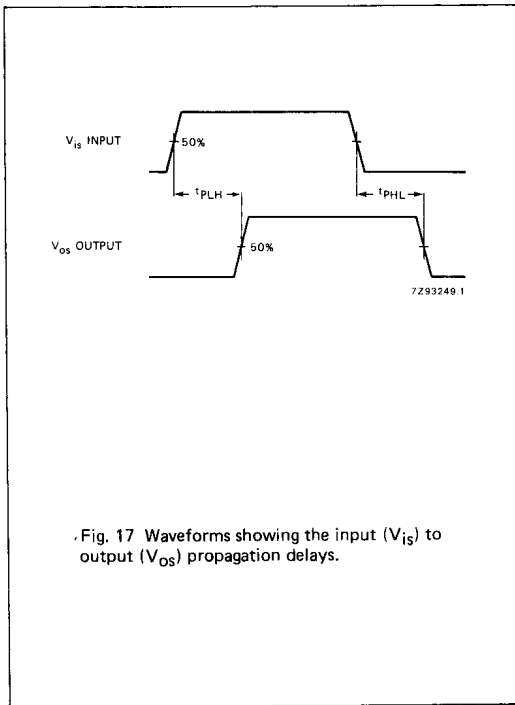 V_is INPUT
50%
t_PLH
t_PHL
V_os OUTPUT
50%
7Z93249.1
Fig. 17 Waveforms showing the input (V_is) to
output (V_os) propagation delays.